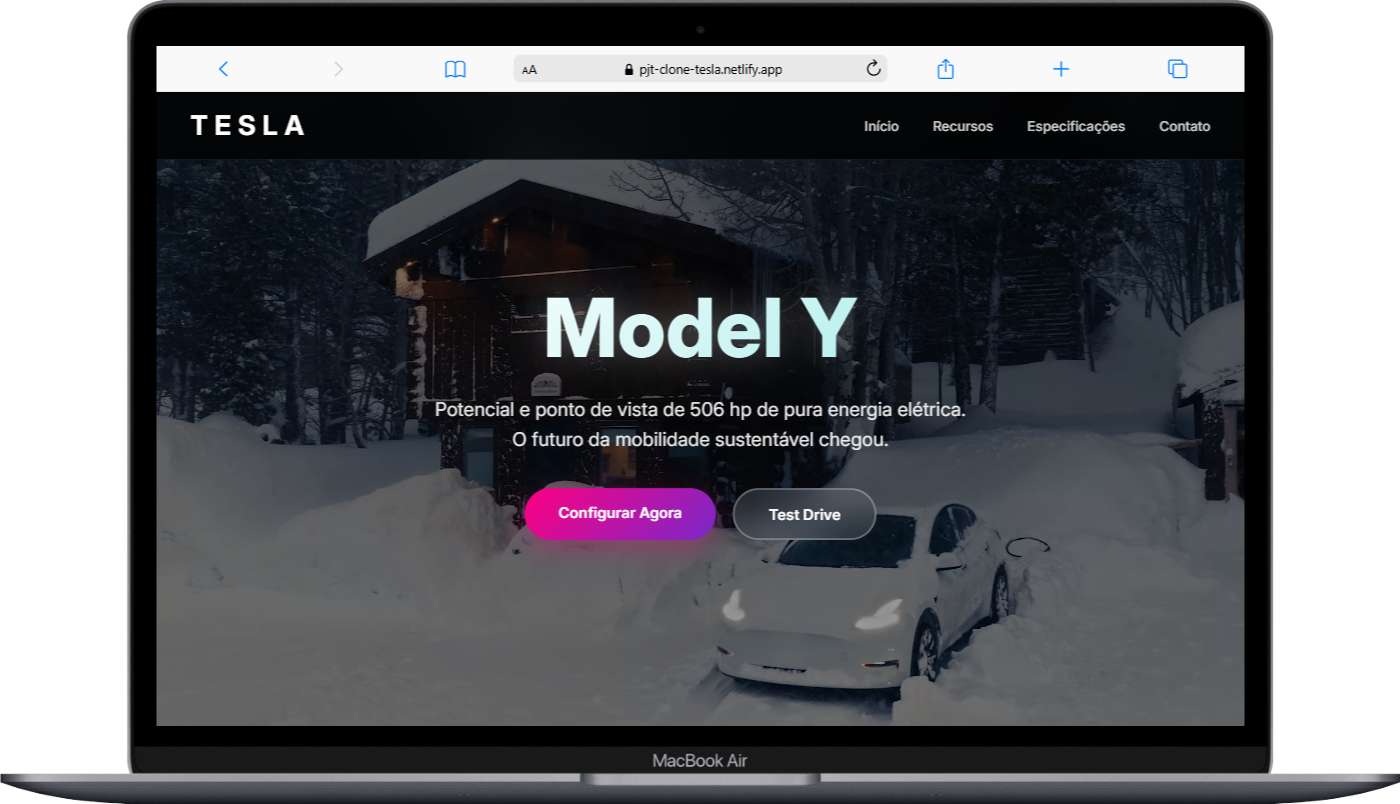 AA pjt-clone-tesla.netlify.app
TESLA
Início Recursos Especificações Contato
Model Y
Potencial e ponto de vista de 506 hp de pura energia elétrica.
O futuro da mobilidade sustentável chegou.
Configurar Agora
Test Drive
MacBook Air